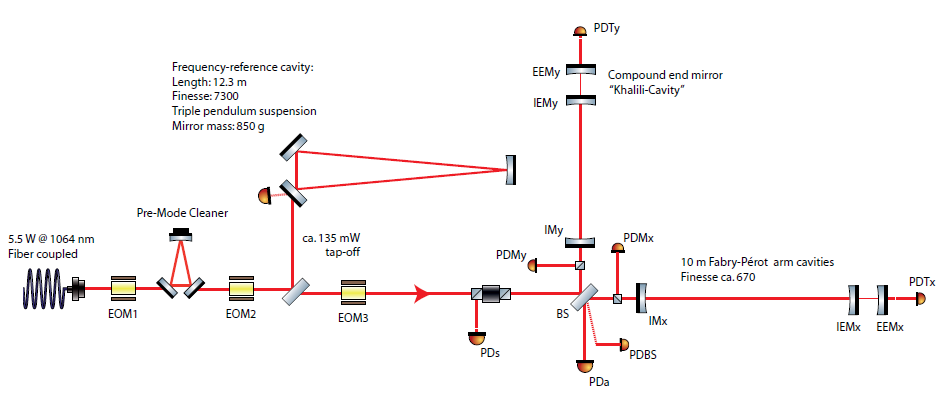 PDTy
Frequency-reference cavity:
Length: 12.3 m
Finesse: 7300
Triple pendulum suspension
Mirror mass: 850 g
EEMy
IEMy
Compound end mirror
"Khalili-Cavity"
Pre-Mode Cleaner
5.5 W @ 1064 nm
Fiber coupled
ca. 135 mW
tap-off
IMy
PDMy
PDMx
10 m Fabry-Pérot arm cavities
Finesse ca. 670
PDTx
EOM1
EOM2
EOM3
BS
IMx
IEMx
EEMx
PDs
PDBS
PDa